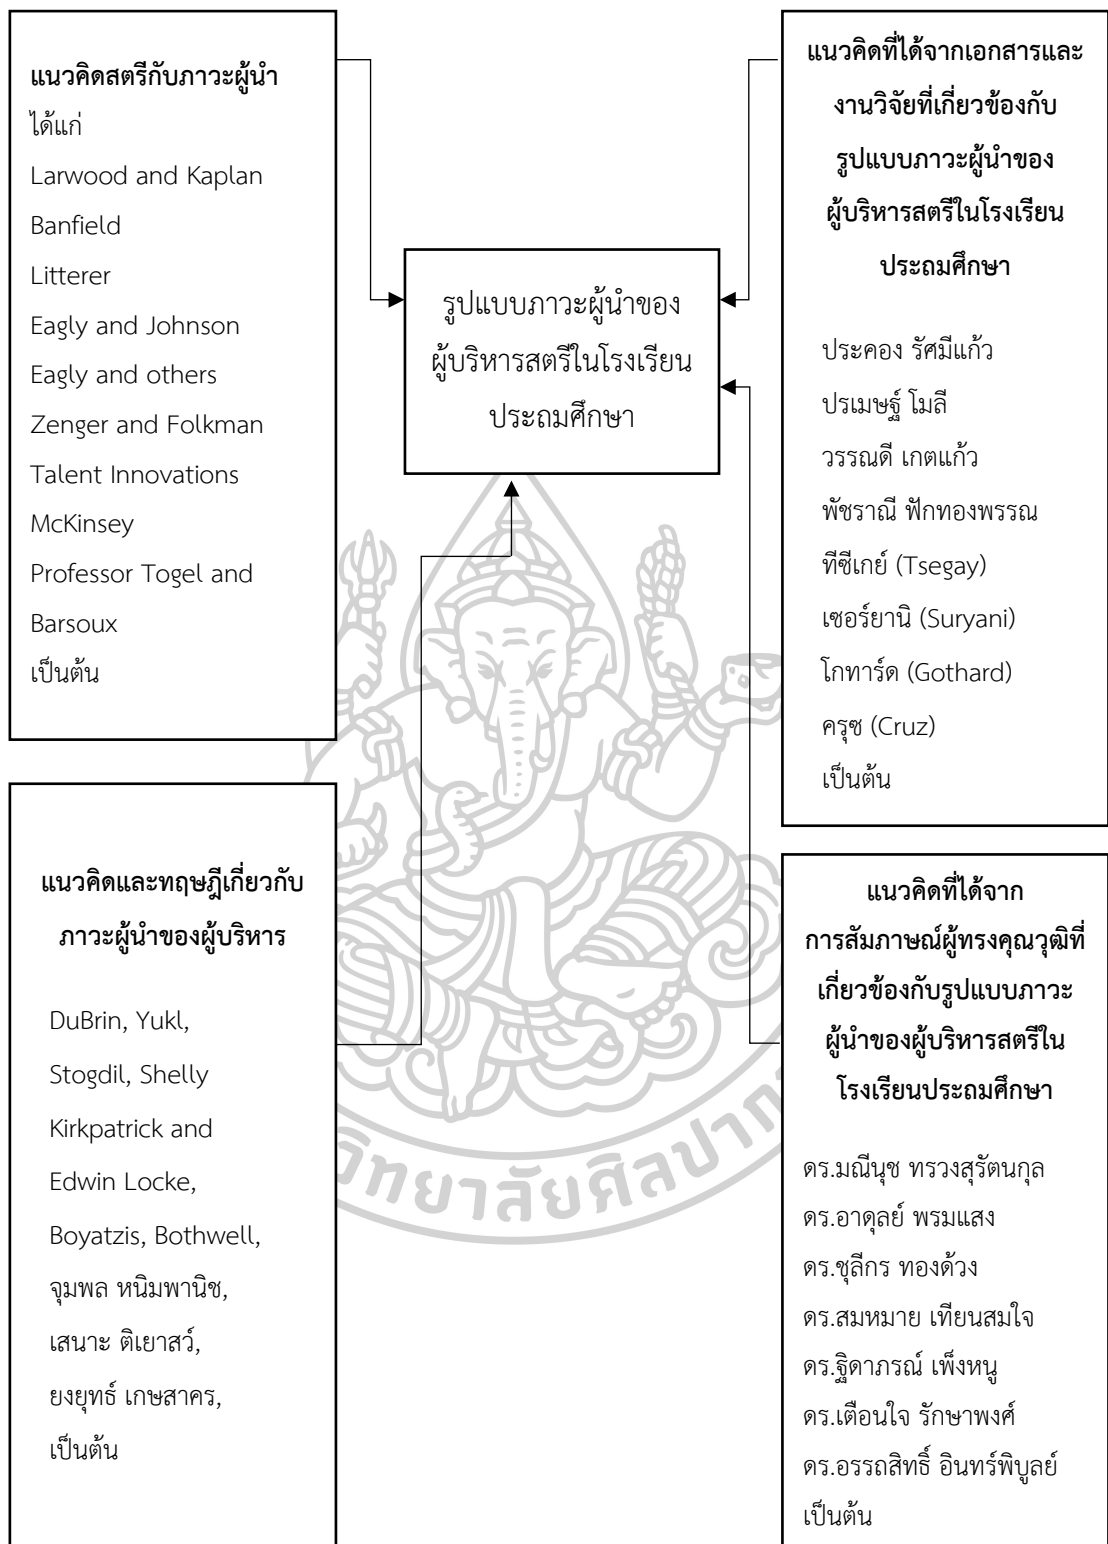 แนวคิดสตรีกับภาวะผู้นำ
ได้แก่
Larwood and Kaplan
Banfield
Litterer
Eagly and Johnson
Eagly and others
Zenger and Folkman
Talent Innovations
McKinsey
Professor Togel and
Barsoux
เป็นต้น
แนวคิดที่ได้จากเอกสารและ
งานวิจัยที่เกี่ยวข้องกับ
รูปแบบภาวะผู้นำของ
ผู้บริหารสตรีในโรงเรียน
ประถมศึกษา
ประคอง รัศมีแก้ว
ปรเมษฐ์ โมลี
วรรณดี เกตแก้ว
พัชราณี ฟักทองพรรณ
ทีซีเกย์ (Tsegay)
เซอร์ยานิ (Suryani)
โกทาร์ด (Gothard)
ครุซ (Cruz)
เป็นต้น
รูปแบบภาวะผู้นำของ
ผู้บริหารสตรีในโรงเรียน
ประถมศึกษา
แนวคิดและทฤษฎีเกี่ยวกับ
ภาวะผู้นำของผู้บริหาร
DuBrin, Yukl,
Stogdil, Shelly
Kirkpatrick and
Edwin Locke,
Boyatzis, Bothwell,
จุมพล หนิมพานิช,
เสนาะ ติเยาสว์,
ยงยุทธ์ เกษสาคร,
เป็นต้น
แนวคิดที่ได้จาก
การสัมภาษณ์ผู้ทรงคุณวุฒิที่
เกี่ยวข้องกับรูปแบบภาวะ
ผู้นำของผู้บริหารสตรีใน
โรงเรียนประถมศึกษา
ดร.มณีนุช ทรวงสุรัตนกุล
ดร.อาดุลย์ พรมแสง
ดร.ชุลีกร ทองด้วง
ดร.สมหมาย เทียนสมใจ
ดร.ฐิดาภรณ์ เพ็งหนู
ดร.เตือนใจ รักษาพงศ์
ดร.อรรถสิทธิ์ อินทร์พิบูลย์
เป็นต้น
วิทยาลัยศิลปาก